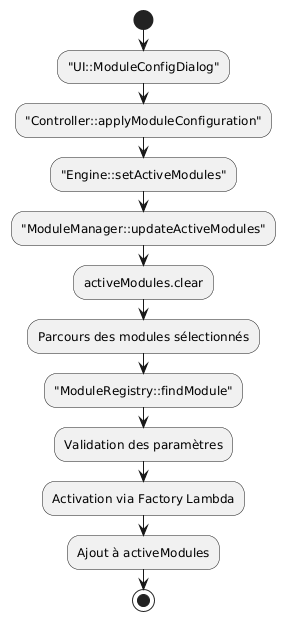 "UI::ModuleConfigDialog"
"Controller::applyModuleConfiguration"
"Engine::setActiveModules"
"ModuleManager::updateActiveModules"
activeModules.clear
Parcours des modules sélectionnés
"ModuleRegistry::findModule"
Validation des paramètres
Activation via Factory Lambda
Ajout à activeModules